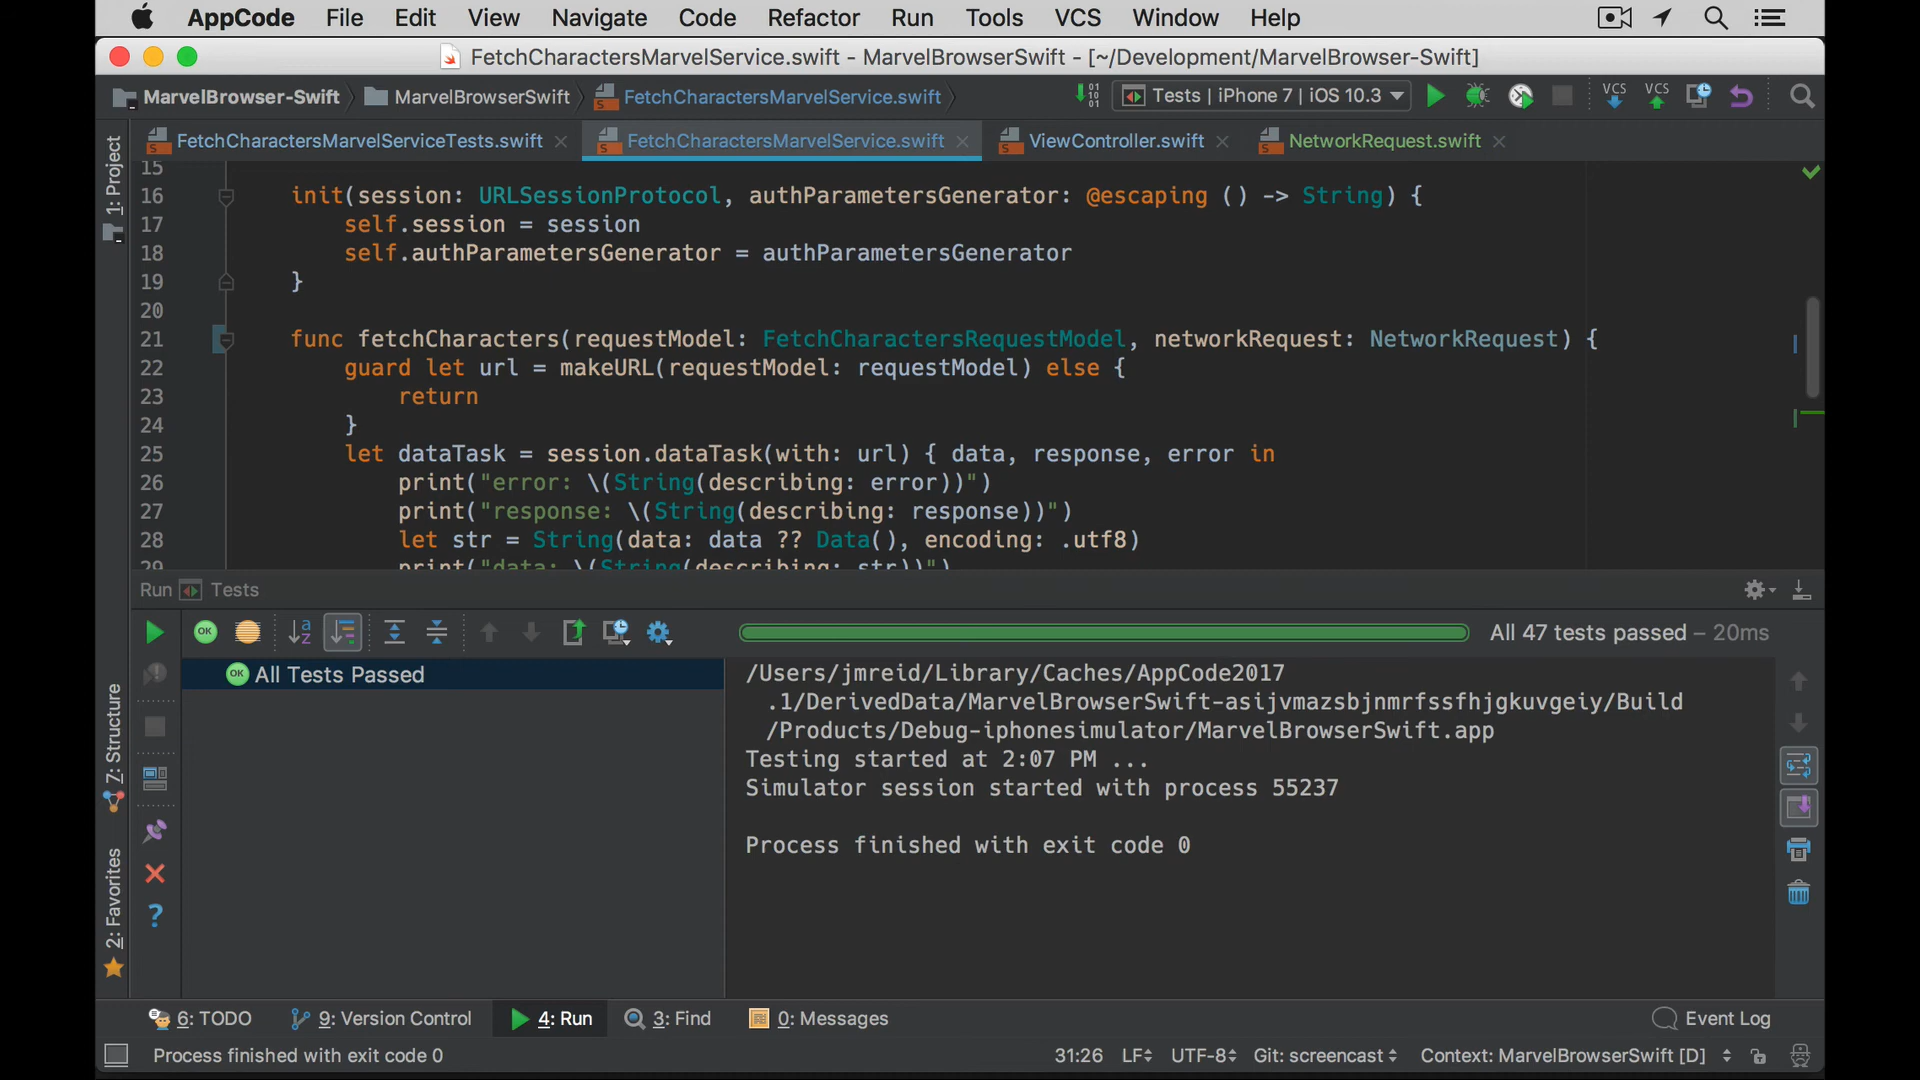 AppCode File Edit View Navigate Code Refactor Run Tools VCS Window Help
FetchCharactersMarvelService.swift - MarvelBrowserSwift - [~/Development/MarvelBrowser-Swift]
MarvelBrowser-Swift MarvelBrowserSwift FetchCharactersMarvelService.swift Tests | iPhone 7 | iOS 10.3 VCS VCS
FetchCharactersMarvelServiceTests.swift FetchCharactersMarvelService.swift ViewController.swift NetworkRequest.swift
1: Project
15
16 init(session: URLSessionProtocol, authParametersGenerator: @escaping () -> String) {
17 self.session = session
18 self.authParametersGenerator = authParametersGenerator
19 }
20
21 func fetchCharacters(requestModel: FetchCharactersRequestModel, networkRequest: NetworkRequest) {
22 guard let url = makeURL(requestModel: requestModel) else {
23 return
24 }
25 let dataTask = session.dataTask(with: url) { data, response, error in
26 print("error: \(String(describing: error))")
27 print("response: \(String(describing: response))")
28 let str = String(data: data ?? Data(), encoding: .utf8)
29 print("data: \(String(describing: str))")
Run Tests
All 47 tests passed – 20ms
OK All Tests Passed
/Users/jmreid/Library/Caches/AppCode2017
.1/DerivedData/MarvelBrowserSwift-asijvmazsbjnmrfssfhjgkuvgeiy/Build
/Products/Debug-iphonesimulator/MarvelBrowserSwift.app
Testing started at 2:07 PM ...
Simulator session started with process 55237
Process finished with exit code 0
7: Structure
2: Favorites
6: TODO 9: Version Control 4: Run 3: Find 0: Messages Event Log
Process finished with exit code 0 31:26 LF UTF-8 Git: screencast Context: MarvelBrowserSwift [D]